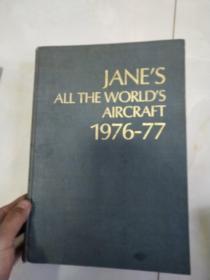 JANE'S
ALL THE WORLD'S
AIRCRAFT
1976-77